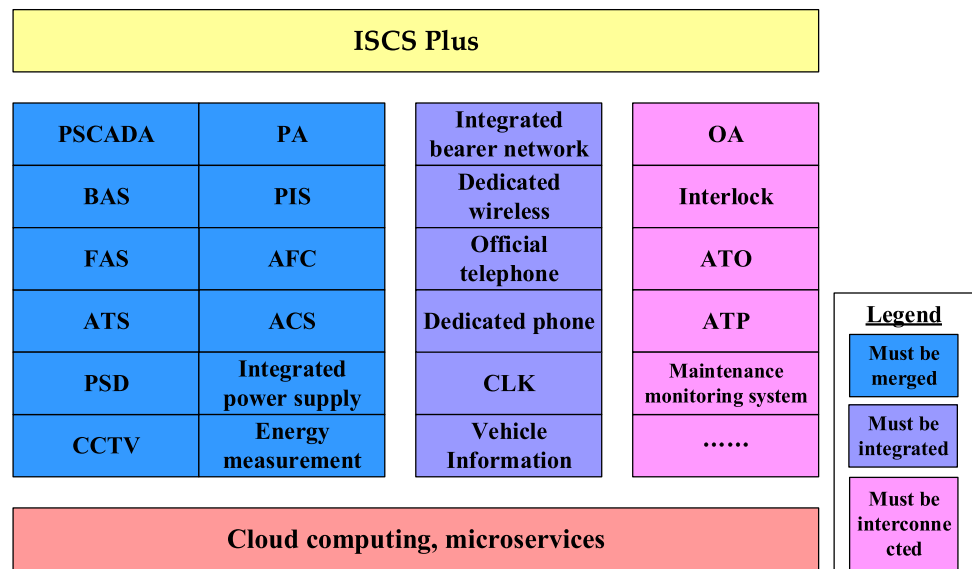 ISCS Plus
PSCADA
PA
BAS
PIS
FAS
AFC
ATS
ACS
PSD
Integrated
power supply
CCTV
Energy
measurement
Integrated
bearer network
Dedicated
wireless
Official
telephone
Dedicated phone
CLK
Vehicle
Information
OA
Interlock
ATO
ATP
Maintenance
monitoring system
……
Cloud computing, microservices
Legend
Must be
merged
Must be
integrated
Must be
interconne
cted